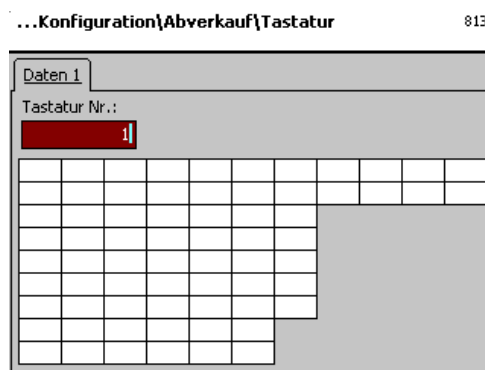 ...Konfiguration\Abverkauf\Tastatur 813
Daten 1
Tastatur Nr.:
1